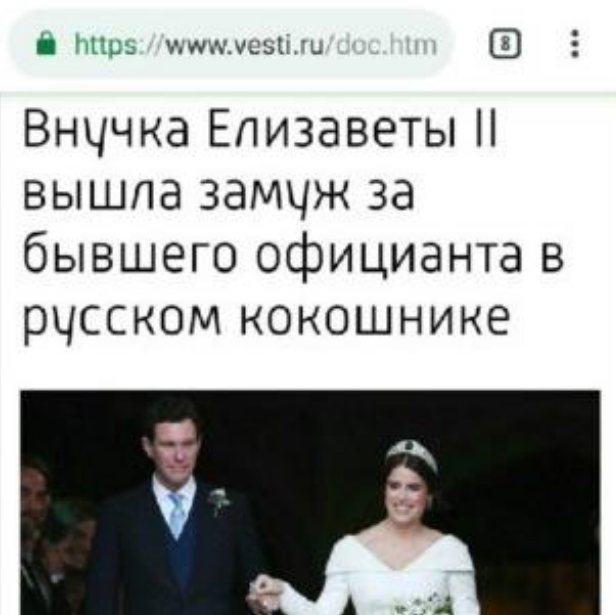 https://www.vesti.ru/doc.htm 8
Внучка Елизаветы II
вышла замуж за
бывшего официанта в
русском кокошнике